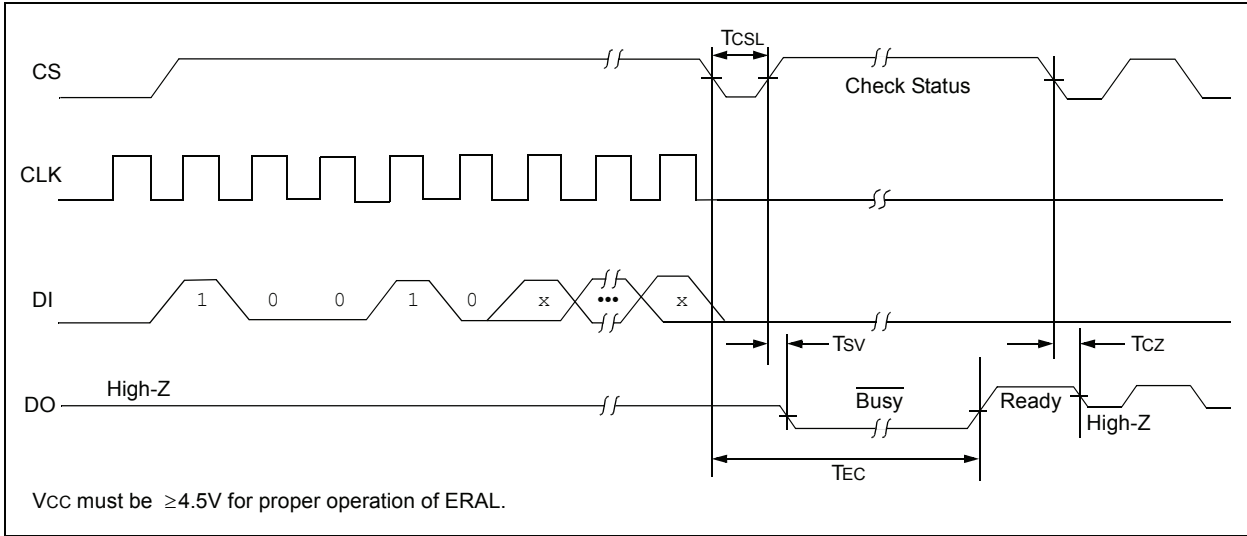 TCSL
CS
Check Status
CLK
DI
1 0 0 1 0 x ••• x
TSV
TCZ
High-Z
DO
Busy
Ready
High-Z
TEC
VCC must be ≥4.5V for proper operation of ERAL.